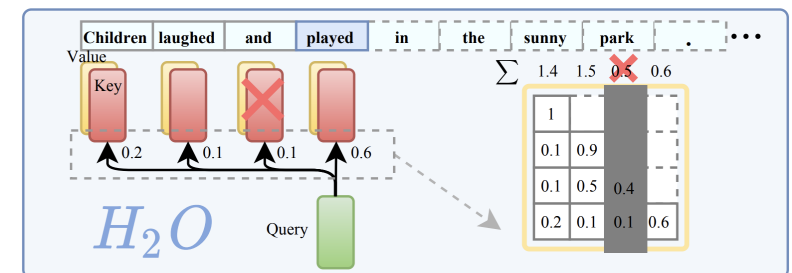 Children laughed and played in the sunny park . •••
Value
Σ 1.4 1.5 0.5 0.6
Key
1
0.1 0.9
0.2 0.1 0.1 0.6
0.1 0.5 0.4
0.2 0.1 0.1 0.6
H₂O
Query